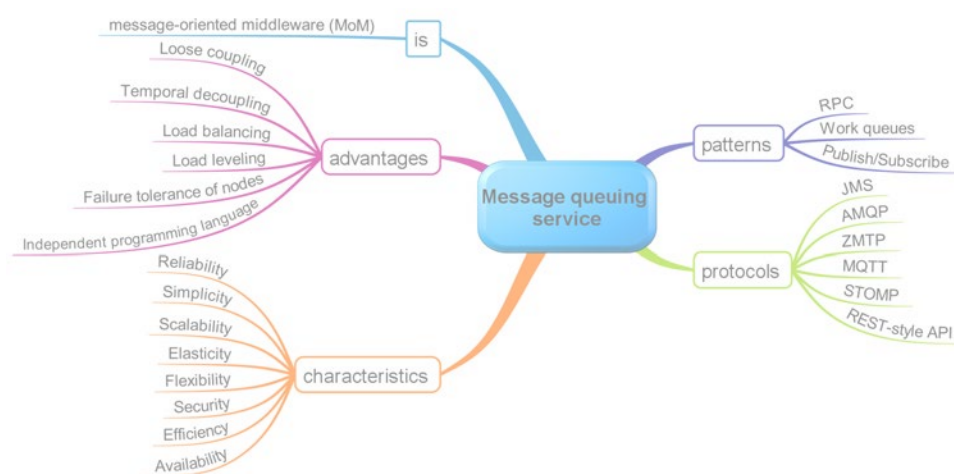 message-oriented middleware (MoM)
is
Loose coupling
Temporal decoupling
Load balancing
Load leveling
Failure tolerance of nodes
Independent programming language
advantages
Reliability
Simplicity
Scalability
Elasticity
Flexibility
Security
Efficiency
Availability
characteristics
Message queuing
service
patterns
RPC
Work queues
Publish/Subscribe
protocols
JMS
AMQP
ZMTP
MQTT
STOMP
REST-style API